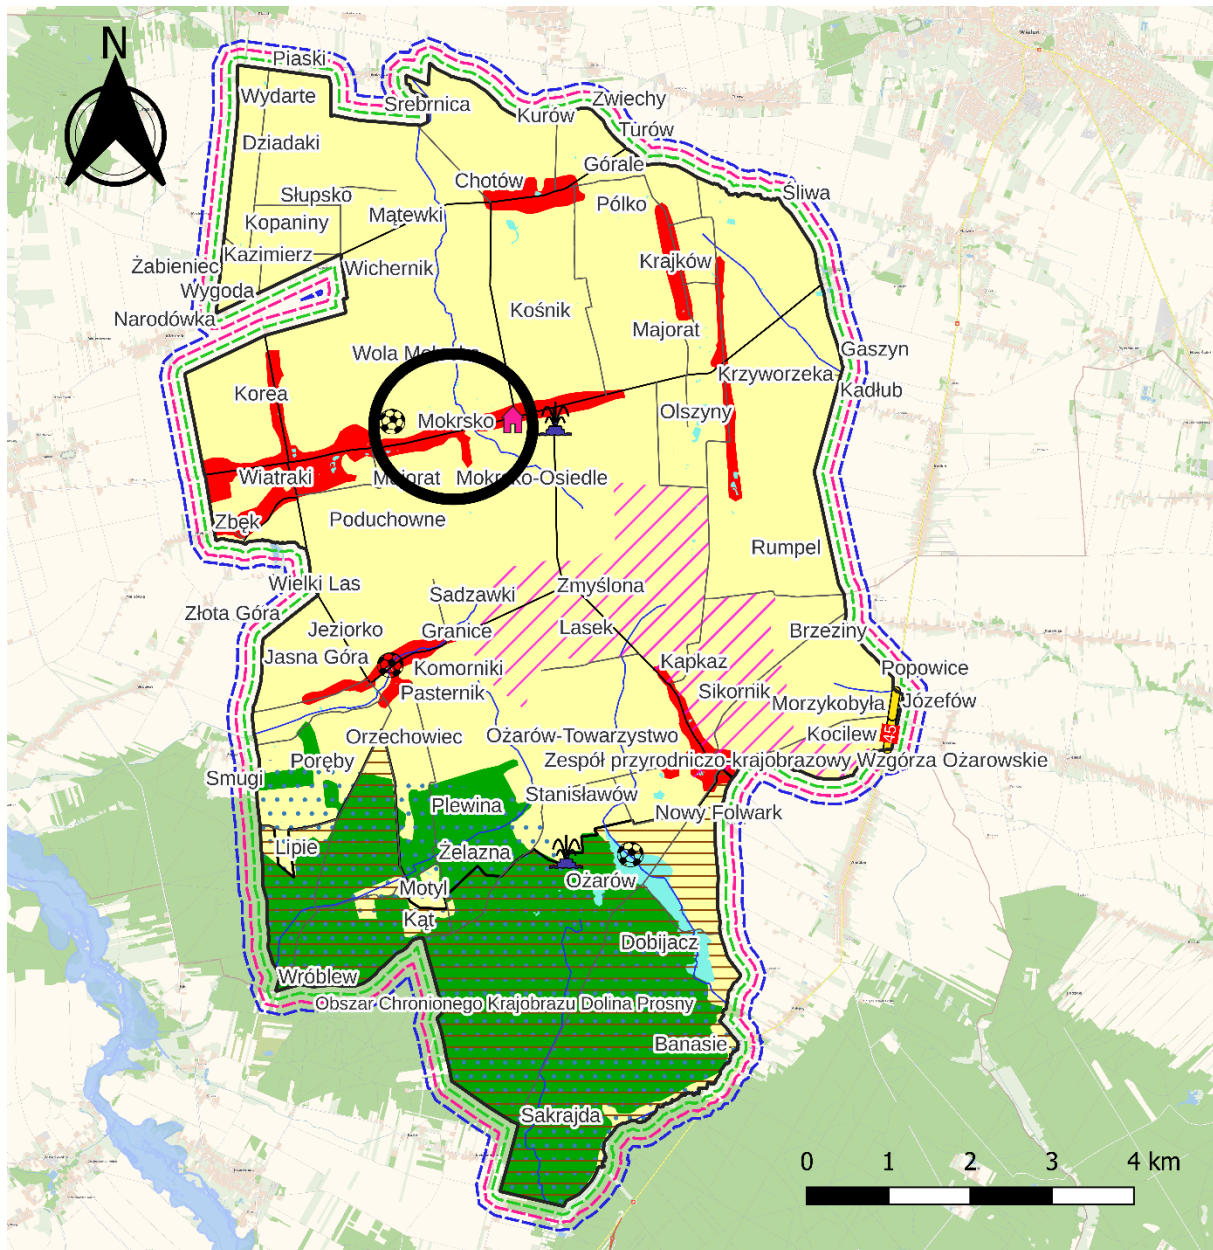 N
Wieluń
Piaski
Wydarte
Srebrnica
Zwiechy
Kurów
Turów
Dziadaki
Górale
Chotów
Śliwa
Słupsko
Pólko
Mątewki
Kopaniny
Kazimierz
Krajków
Żabieniec
Wichernik
Wygoda
Kośnik
Narodówka
Majorat
Gaszyn
Krzyworzeka
Kadłub
Korea
Olszyny
Mokrsko
Wiatraki
Mokrsko-Osiedle
Zbęk
Poduchowne
Rumpel
Wielki Las
Zmyślona
Sadzawki
Złota Góra
Jeziorko
Granice
Lasek
Brzeziny
Jasna Góra
Komorniki
Kapkaz
Popowice
Pasternik
Sikornik
Morzykobyła
Józefów
Orzechowiec
Ożarów-Towarzystwo
Kocilew
45
Poręby
Zespół przyrodniczo-krajobrazowy Wzgórza Ożarowskie
Smugi
Plewina
Stanisławów
Nowy Folwark
Lipie
Żelazna
Motyl
Ożarów
Kąt
Dobijacz
Wróblew
Obszar Chronionego Krajobrazu Dolina Prosny
Banasie
Sakrajda
0 1 2 3 4 km